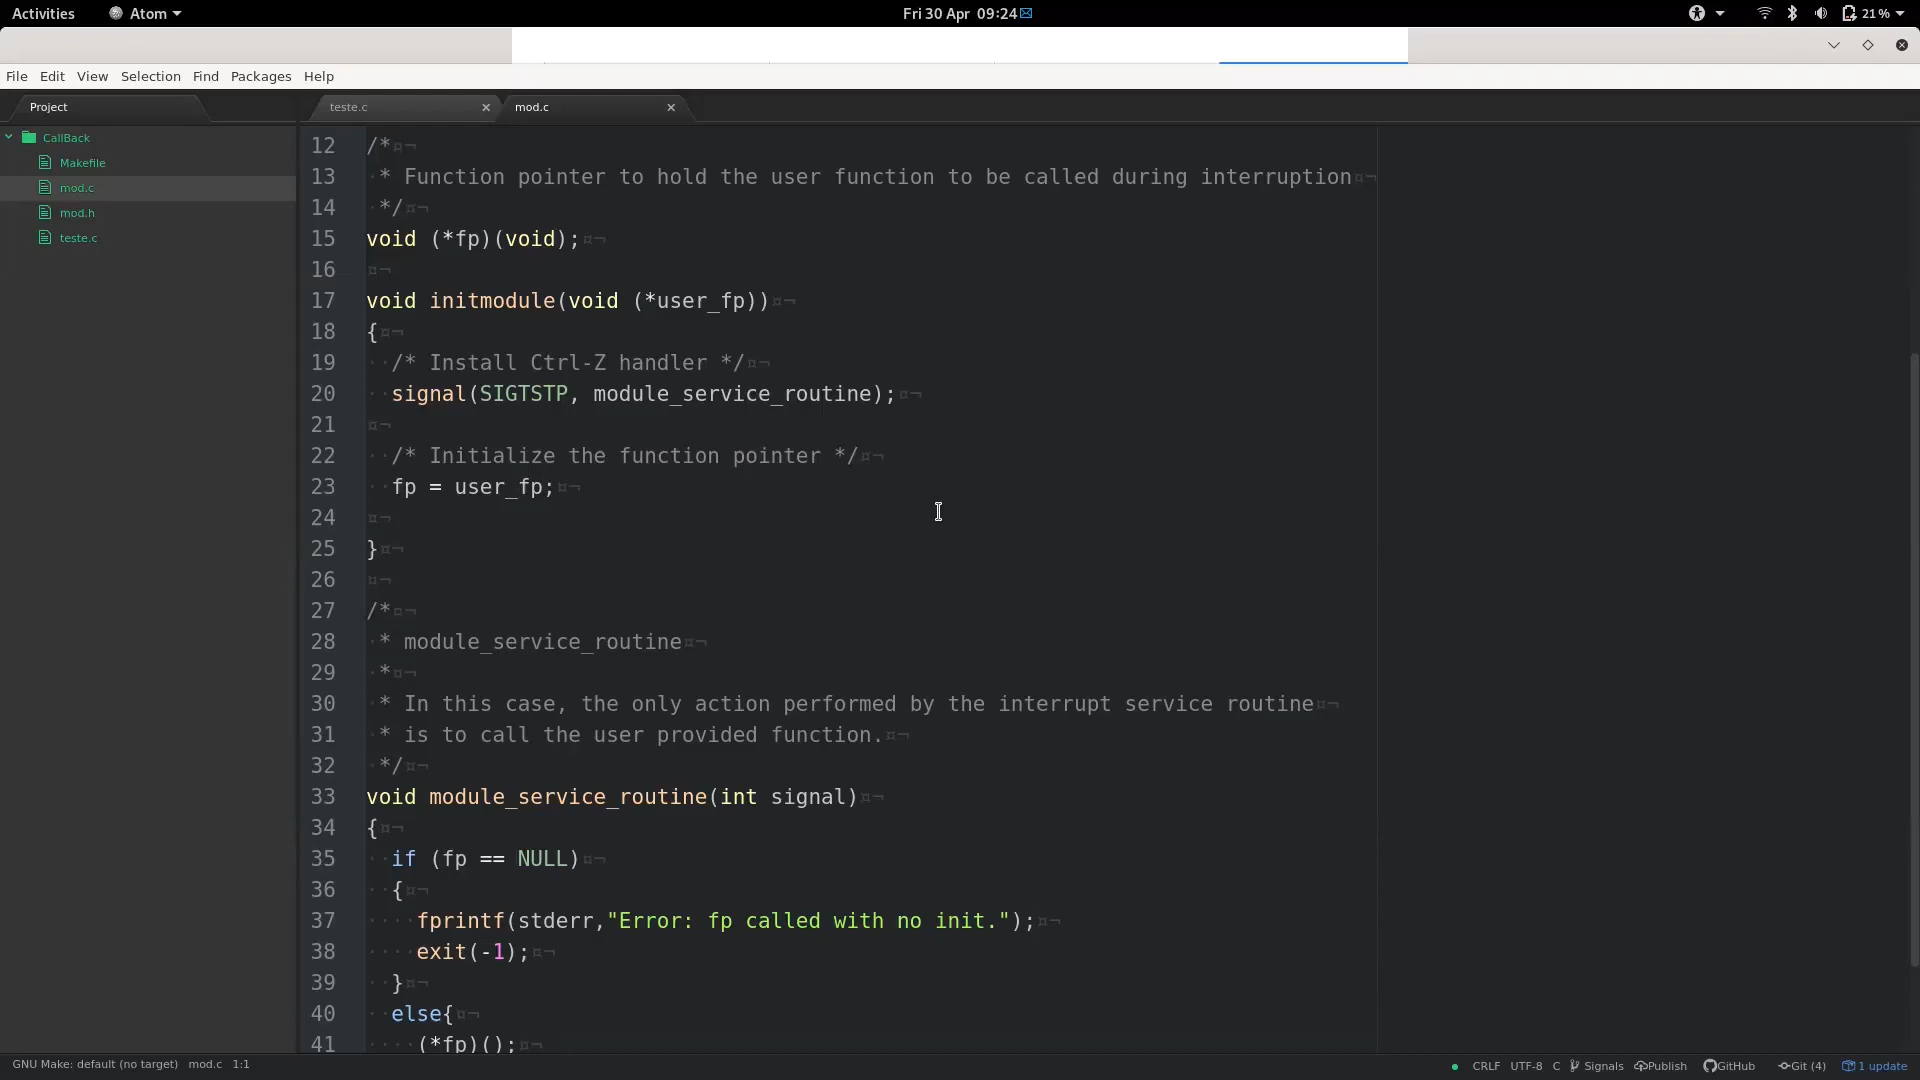 Activities Atom Fri 30 Apr 09:24 21%
File Edit View Selection Find Packages Help
Project teste.c mod.c
CallBack
Makefile
mod.c
mod.h
teste.c
12 /*
13 * Function pointer to hold the user function to be called during interruption
14 */
15 void (*fp)(void);
16
17 void initmodule(void (*user_fp))
18 {
19 /* Install Ctrl-Z handler */
20 signal(SIGTSTP, module_service_routine);
21
22 /* Initialize the function pointer */
23 fp = user_fp;
24
25 }
26
27 /*
28 * module_service_routine
29 *
30 * In this case, the only action performed by the interrupt service routine
31 * is to call the user provided function.
32 */
33 void module_service_routine(int signal)
34 {
35 if (fp == NULL)
36 {
37 fprintf(stderr,"Error: fp called with no init.");
38 exit(-1);
39 }
40 else{
41 (*fp)();
GNU Make: default (no target) mod.c 1:1 CRLF UTF-8 C Signals Publish GitHub Git (4) 1 update